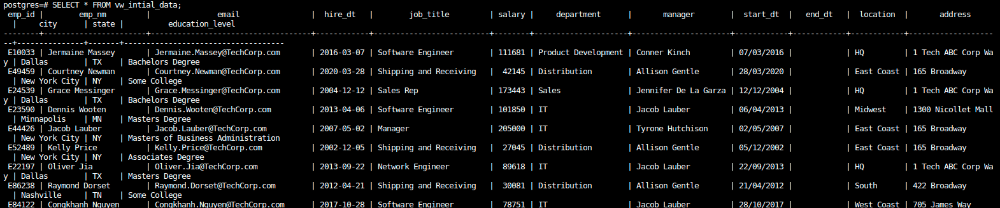 postgres=# SELECT * FROM vw_intial_data;
 emp_id |        emp_nm         |               email                |  hire_dt   |        job_title         | salary |     department      |       manager        |  start_dt  |   end_dt   |  location  |       address
  |     city      | state |          education_level
--------+-----------------------+------------------------------------+------------+--------------------------+--------+---------------------+----------------------+------------+------------+------------+-------------------
--+---------------+-------+------------------------------------
 E10033 | Jermaine Massey       | Jermaine.Massey@TechCorp.com       | 2016-03-07 | Software Engineer        | 111681 | Product Development | Conner Kinch         | 07/03/2016 |            | HQ         | 1 Tech ABC Corp Wa
y | Dallas        | TX    | Bachelors Degree
 E49459 | Courtney Newman       | Courtney.Newman@TechCorp.com       | 2020-03-28 | Shipping and Receiving   |  42145 | Distribution        | Allison Gentle       | 28/03/2020 |            | East Coast | 165 Broadway
  | New York City | NY    | Some College
 E24539 | Grace Messinger       | Grace.Messinger@TechCorp.com       | 2004-12-12 | Sales Rep                | 173443 | Sales               | Jennifer De La Garza | 12/12/2004 |            | HQ         | 1 Tech ABC Corp Wa
y | Dallas        | TX    | Bachelors Degree
 E23590 | Dennis Wooten         | Dennis.Wooten@TechCorp.com         | 2013-04-06 | Software Engineer        | 101850 | IT                  | Jacob Lauber         | 06/04/2013 |            | Midwest    | 1300 Nicollet Mall
  | Minnapolis    | MN    | Masters Degree
 E44426 | Jacob Lauber          | Jacob.Lauber@TechCorp.com          | 2007-05-02 | Manager                  | 205000 | IT                  | Tyrone Hutchison     | 02/05/2007 |            | East Coast | 165 Broadway
  | New York City | NY    | Masters of Business Administration
 E52489 | Kelly Price           | Kelly.Price@TechCorp.com           | 2002-12-05 | Shipping and Receiving   |  27045 | Distribution        | Allison Gentle       | 05/12/2002 |            | East Coast | 165 Broadway
  | New York City | NY    | Associates Degree
 E22197 | Oliver Jia            | Oliver.Jia@TechCorp.com            | 2013-09-22 | Network Engineer         |  89618 | IT                  | Jacob Lauber         | 22/09/2013 |            | HQ         | 1 Tech ABC Corp Wa
y | Dallas        | TX    | Masters Degree
 E86238 | Raymond Dorset        | Raymond.Dorset@TechCorp.com        | 2012-04-21 | Shipping and Receiving   |  30081 | Distribution        | Allison Gentle       | 21/04/2012 |            | South      | 422 Broadway
  | Nashville     | TN    | Some College
 E84122 | Congkhanh Nguyen      | Congkhanh.Nguyen@TechCorp.com      | 2017-10-28 | Software Engineer        |  78751 | IT                  | Jacob Lauber         | 28/10/2017 |            | West Coast | 705 James Way